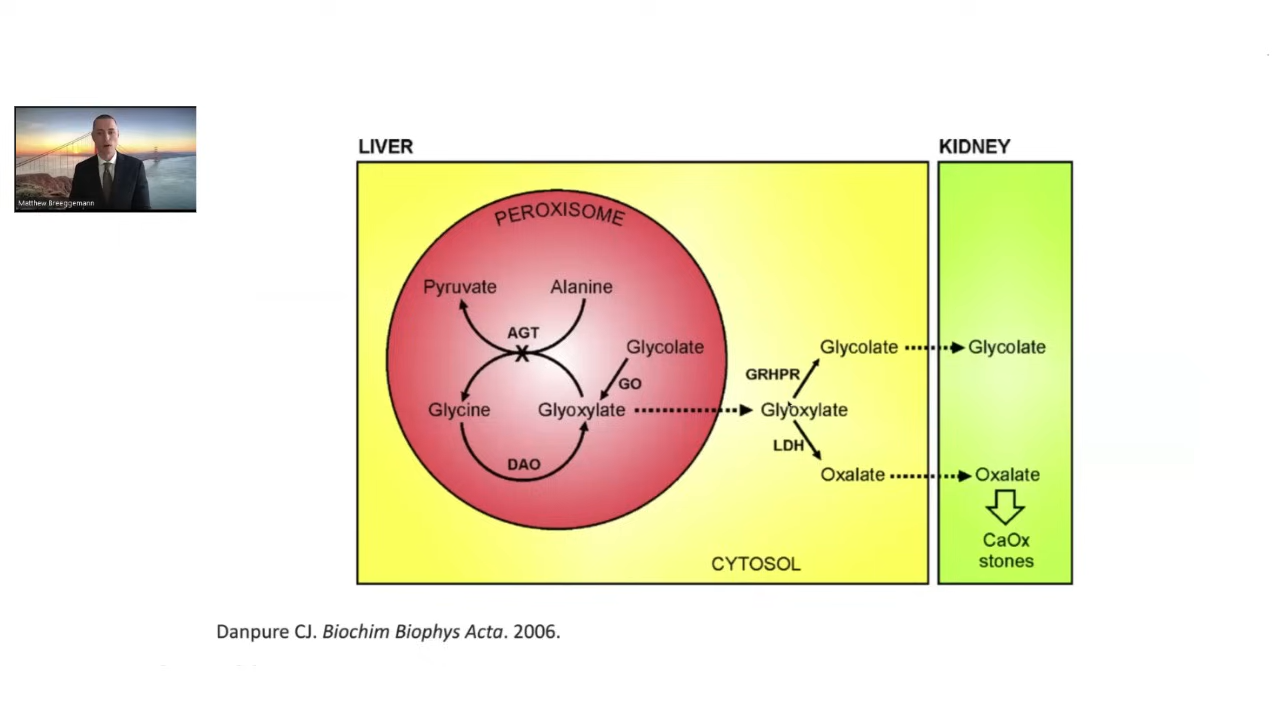 Matthew Breeggemann
LIVER
KIDNEY
PEROXISOME
Pyruvate
Alanine
AGT
X
Glycolate
GO
Glycine
Glyoxylate
DAO
Glycolate
GRHPR
Glyoxylate
LDH
Oxalate
CYTOSOL
Glycolate
Oxalate
CaOx
stones
Danpure CJ. Biochim Biophys Acta. 2006.